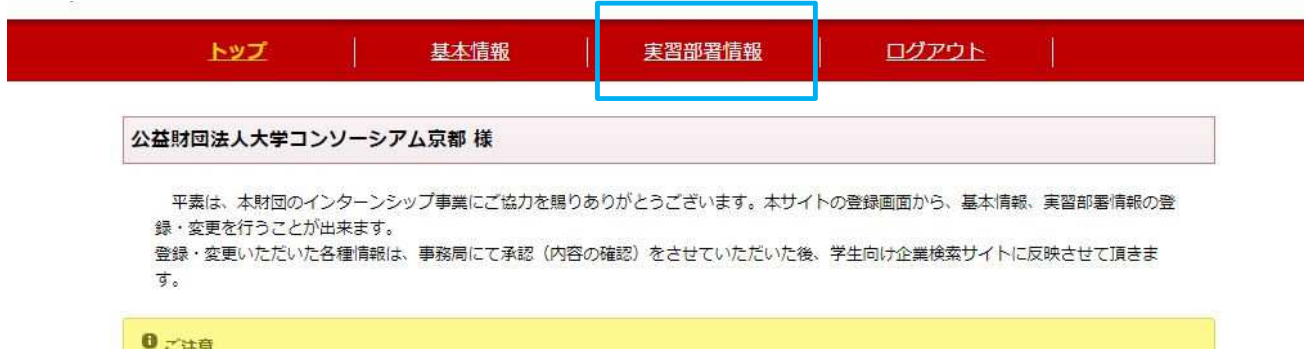 トップ
基本情報
実習部署情報
ログアウト
公益財団法人大学コンソーシアム京都 様
平素は、本財団のインターンシップ事業にご協力を賜りありがとうございます。本サイトの登録画面から、基本情報、実習部署情報の登
録・変更を行うことが出来ます。
登録・変更いただいた各種情報は、事務局にて承認（内容の確認）をさせていただいた後、学生向け企業検索サイトに反映させて頂きま
す。
ご注意